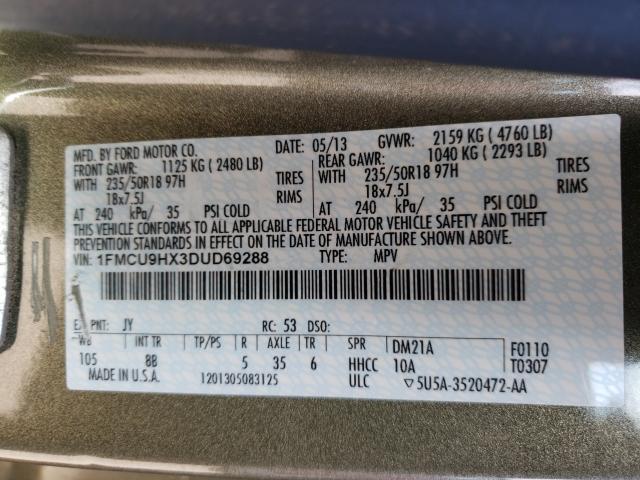 MFD. BY FORD MOTOR CO. DATE: 05/13 GVWR: 2159 KG ( 4760 LB)
FRONT GAWR: 1125 KG ( 2480 LB) REAR GAWR: 1040 KG ( 2293 LB)
WITH 235/50R18 97H TIRES WITH 235/50R18 97H TIRES
18x7.5J RIMS 18x7.5J RIMS
AT 240 kPa/ 35 PSI COLD AT 240 kPa/ 35 PSI COLD
THIS VEHICLE CONFORMS TO ALL APPLICABLE FEDERAL MOTOR VEHICLE SAFETY AND THEFT
PREVENTION STANDARDS IN EFFECT ON THE DATE OF MANUFACTURE SHOWN ABOVE.
VIN: 1FMCU9HX3DUD69288 TYPE: MPV
PNT: JY RC: 53 DSO:
WB INT TR TP/PS R AXLE TR SPR DM21A F0110
105 8B 5 35 6 HHCC 10A T0307
MADE IN U.S.A. 1201305083125 ULC ▽5U5A-3520472-AA